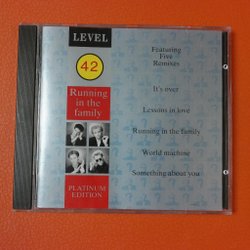 LEVEL
42
Running
in the
family
PLATINUM
EDITION
Featuring
Five
Remixes
It's over
Lessons in love
Running in the family
World machine
Something about you